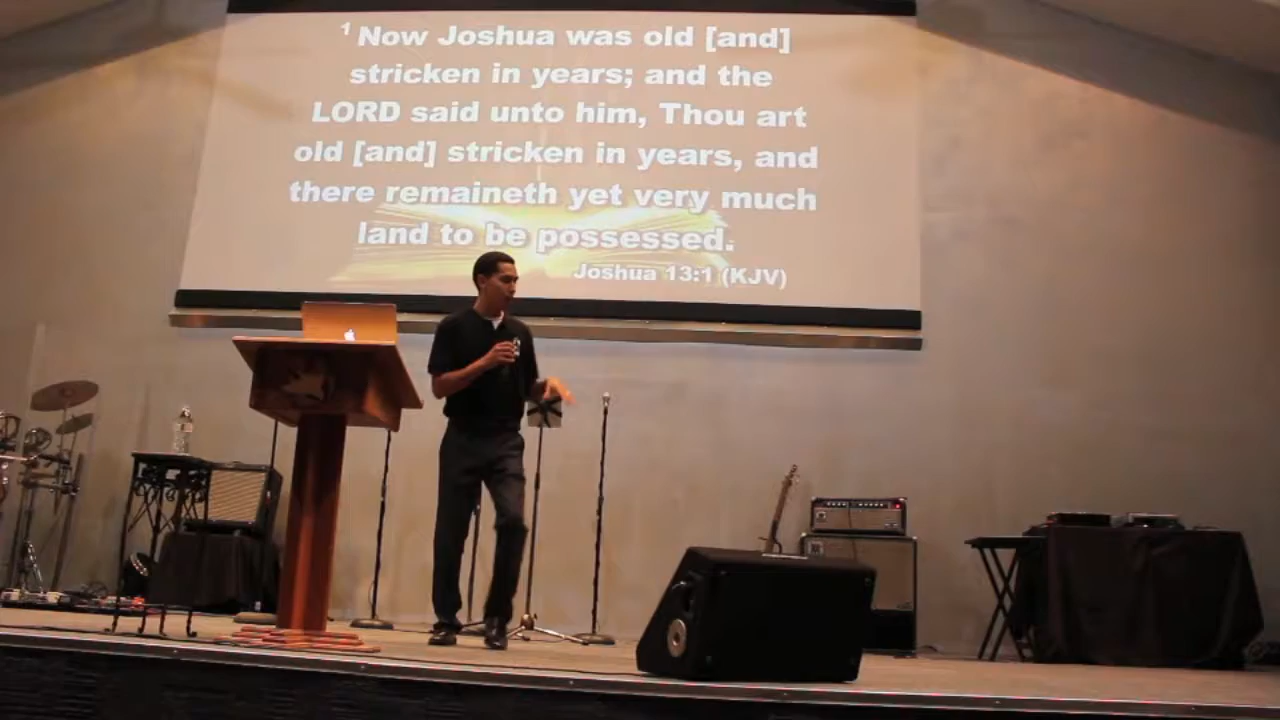 1 Now Joshua was old [and]
stricken in years; and the
LORD said unto him, Thou art
old [and] stricken in years, and
there remaineth yet very much
land to be possessed.
Joshua 13:1 (KJV)